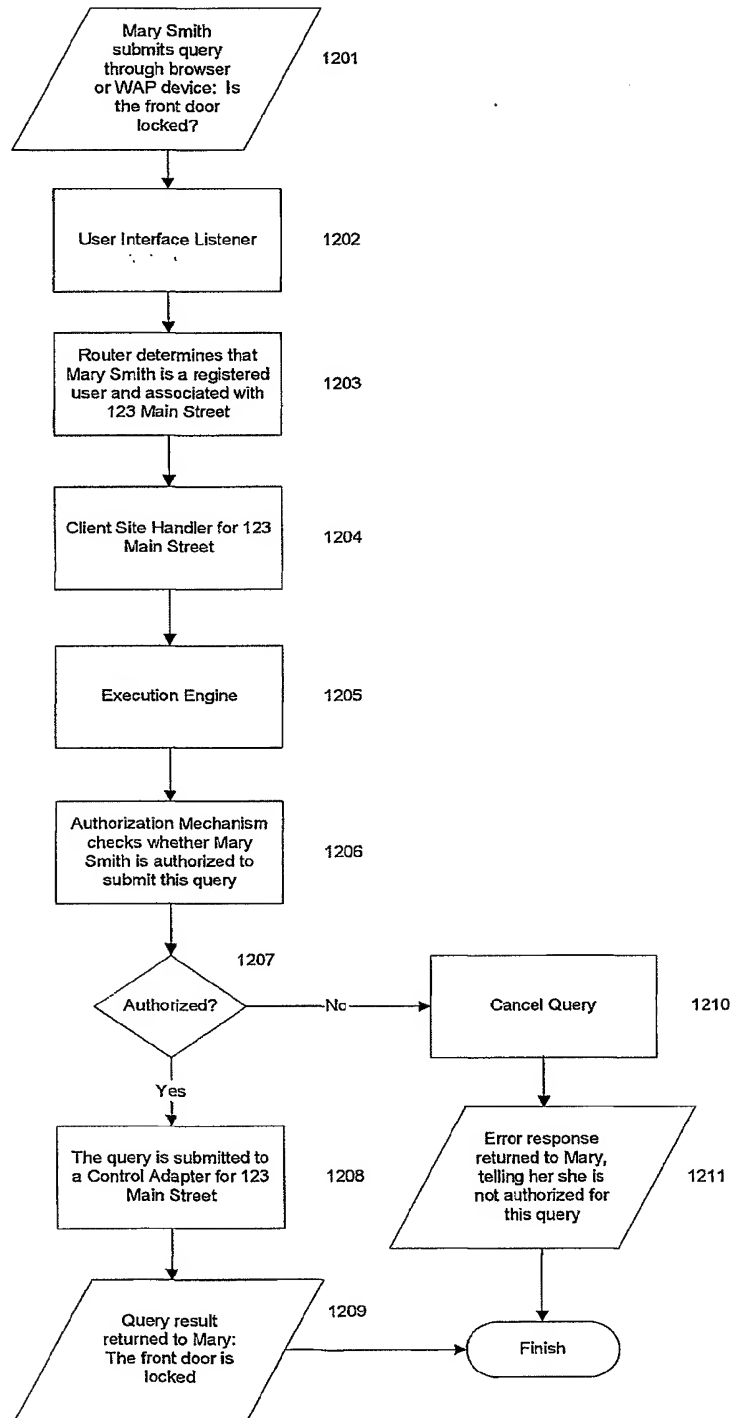 Mary Smith
submits query
through browser
or WAP device: Is
the front door
locked?
1201
User Interface Listener
1202
Router determines that
Mary Smith is a registered
user and associated with
123 Main Street
1203
Client Site Handler for 123
Main Street
1204
Execution Engine
1205
Authorization Mechanism
checks whether Mary
Smith is authorized to
submit this query
1206
1207
Authorized?
No
Cancel Query
1210
Yes
The query is submitted to
a Control Adapter for 123
Main Street
1208
Error response
returned to Mary,
telling her she is
not authorized for
this query
1211
Query result
returned to Mary:
The front door is
locked
1209
Finish